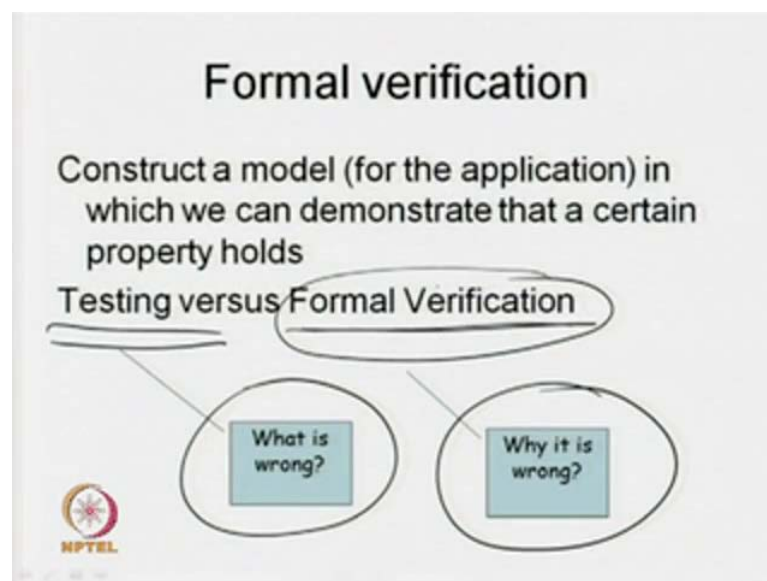 Formal verification
Construct a model (for the application) in
which we can demonstrate that a certain
property holds
Testing versus Formal Verification
What is
wrong?
Why it is
wrong?
NPTEL